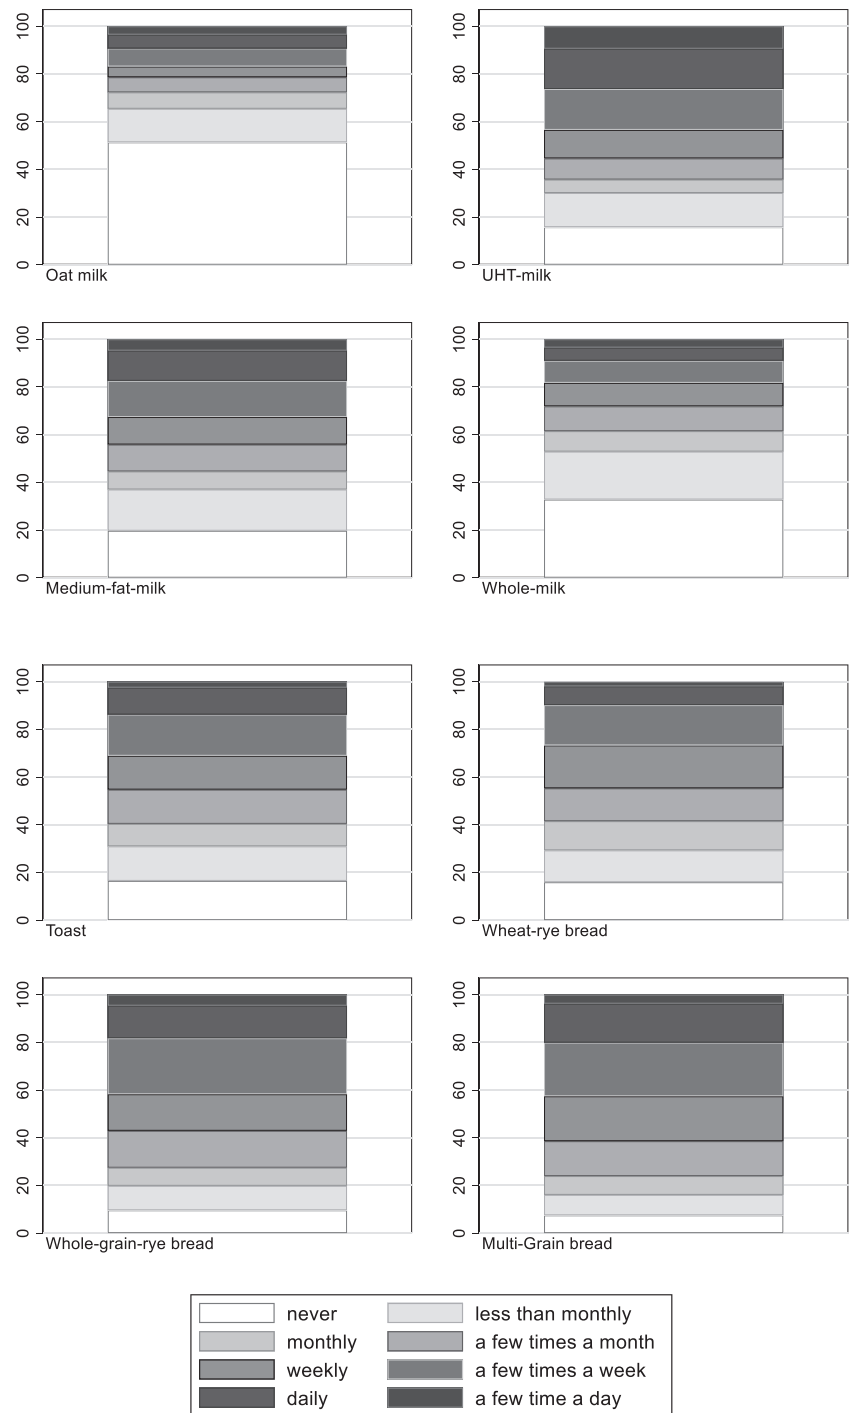 0 20 40 60 80 100
Oat milk
0 20 40 60 80 100
UHT-milk
0 20 40 60 80 100
Medium-fat-milk
0 20 40 60 80 100
Whole-milk
0 20 40 60 80 100
Toast
0 20 40 60 80 100
Wheat-rye bread
0 20 40 60 80 100
Whole-grain-rye bread
0 20 40 60 80 100
Multi-Grain bread
never less than monthly
monthly a few times a month
weekly a few times a week
daily a few time a day